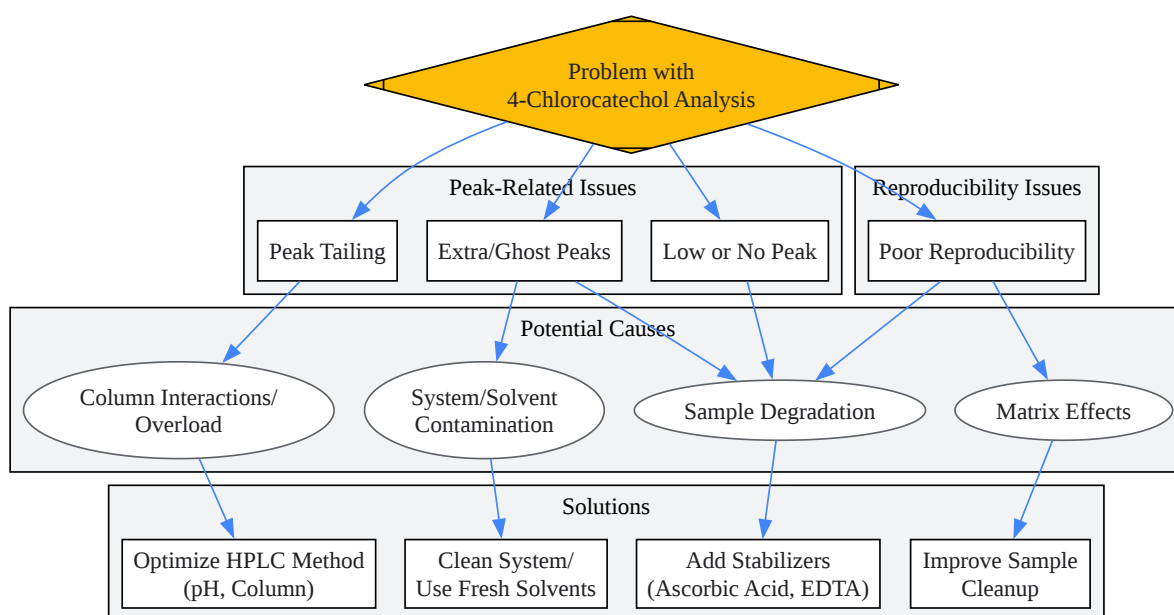 Problem with
4-Chlorocatechol Analysis
Peak-Related Issues
Reproducibility Issues
Peak Tailing
Extra/Ghost Peaks
Low or No Peak
Poor Reproducibility
Potential Causes
Column Interactions/
Overload
System/Solvent
Contamination
Sample Degradation
Matrix Effects
Solutions
Optimize HPLC Method
(pH, Column)
Clean System/
Use Fresh Solvents
Add Stabilizers
(Ascorbic Acid, EDTA)
Improve Sample
Cleanup